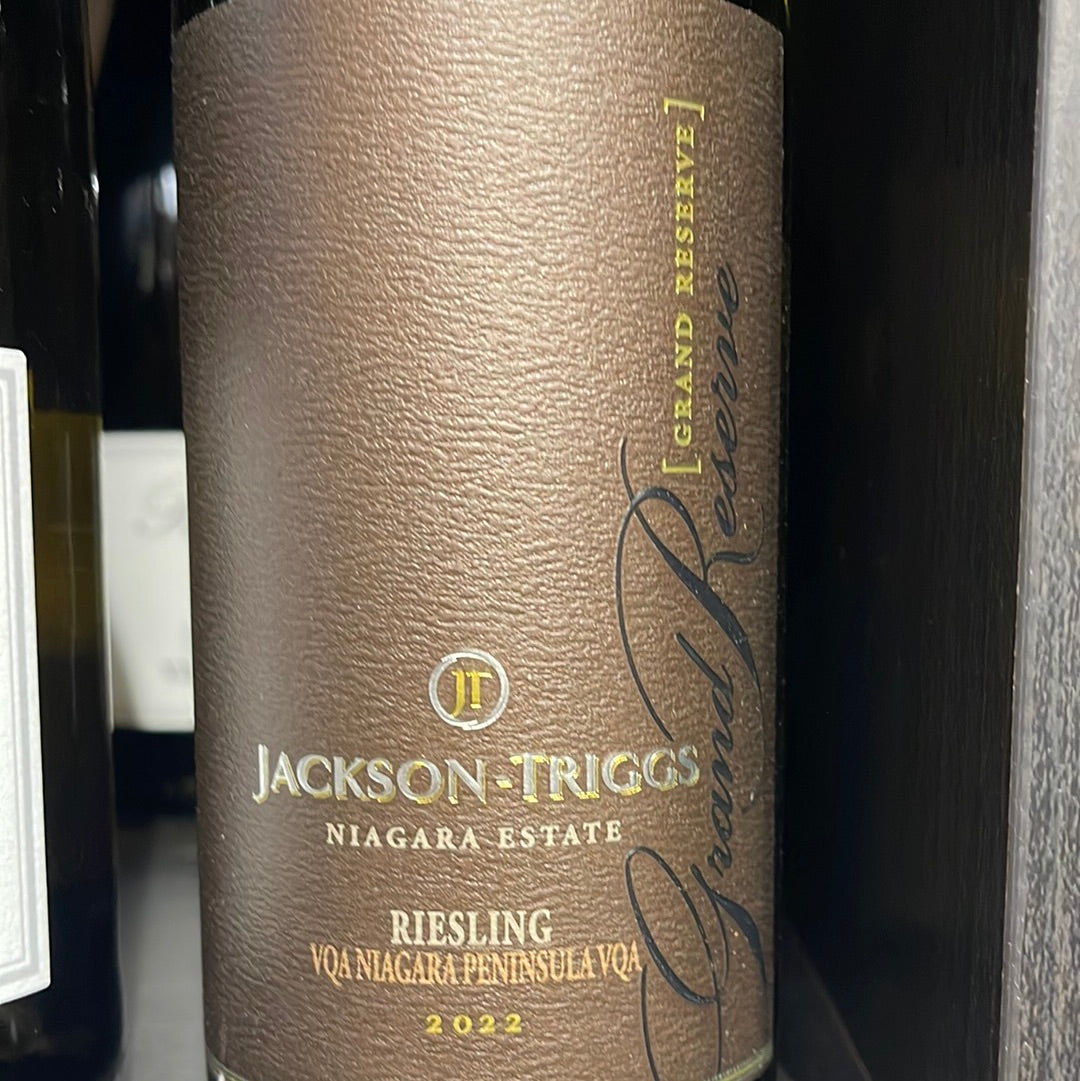 [ GRAND RESERVE ]
Grand Reserve
JT
JACKSON-TRIGGS
NIAGARA ESTATE
RIESLING
VQA NIAGARA PENINSULA VQA
2022